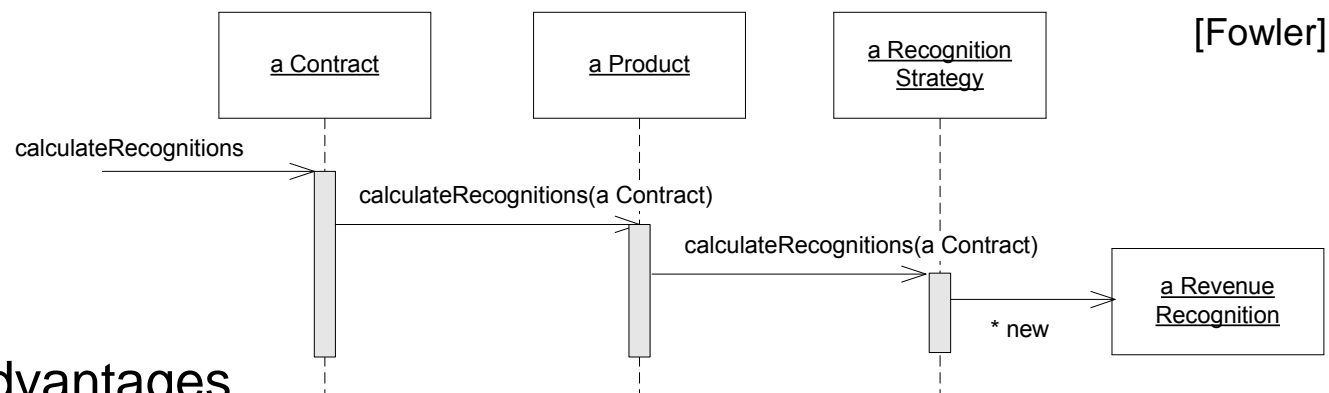 [Fowler]
a Contract
a Product
a Recognition
Strategy
calculateRecognitions
calculateRecognitions(a Contract)
calculateRecognitions(a Contract)
a Revenue
Recognition
* new